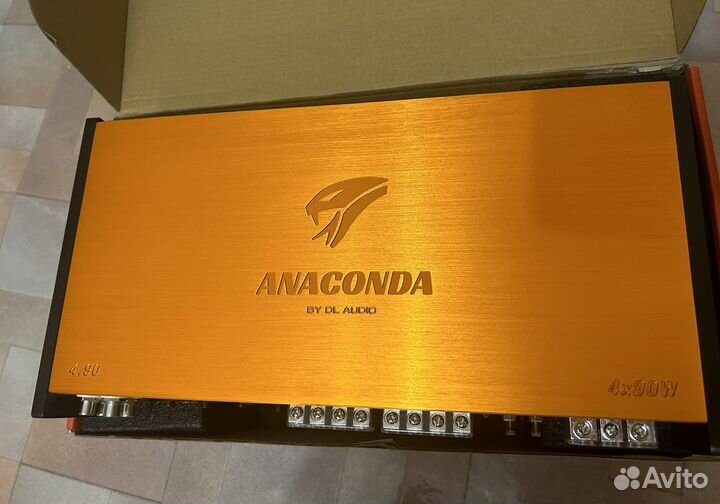 ANACONDA
BY DL AUDIO
4.90
4x90W
Avito